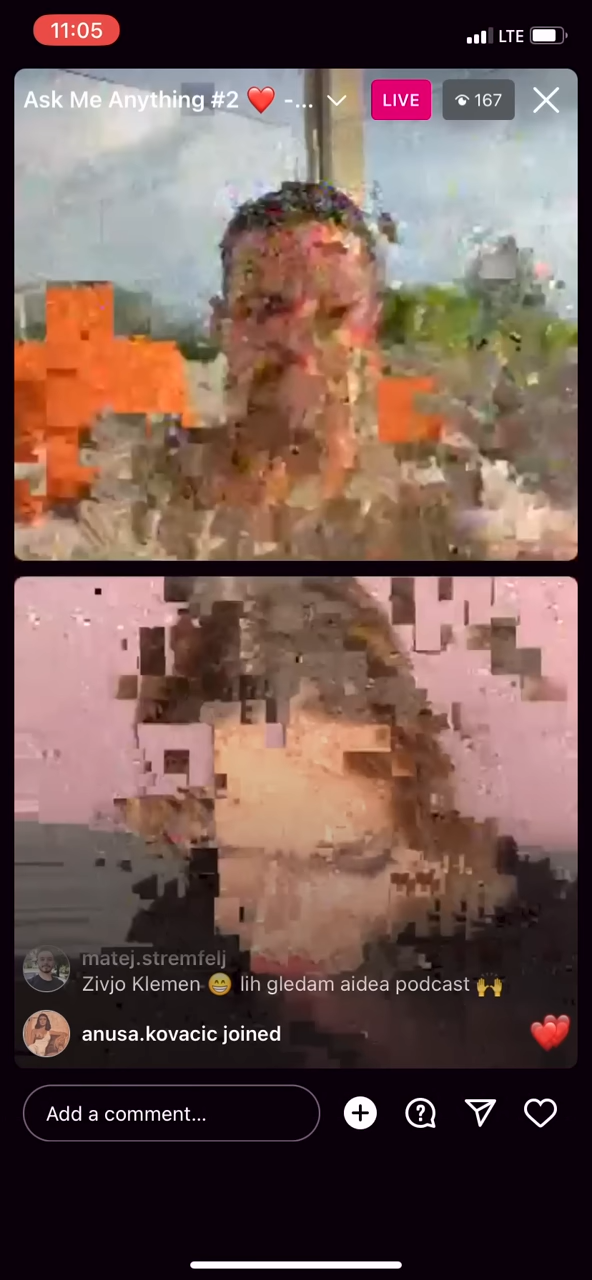 11:05
LTE
Ask Me Anything #2 ❤️ -...
LIVE
167
matej.stremfelj
Zivjo Klemen 😁 lih gledam aidea podcast 🙌
anusa.kovacic joined
Add a comment...